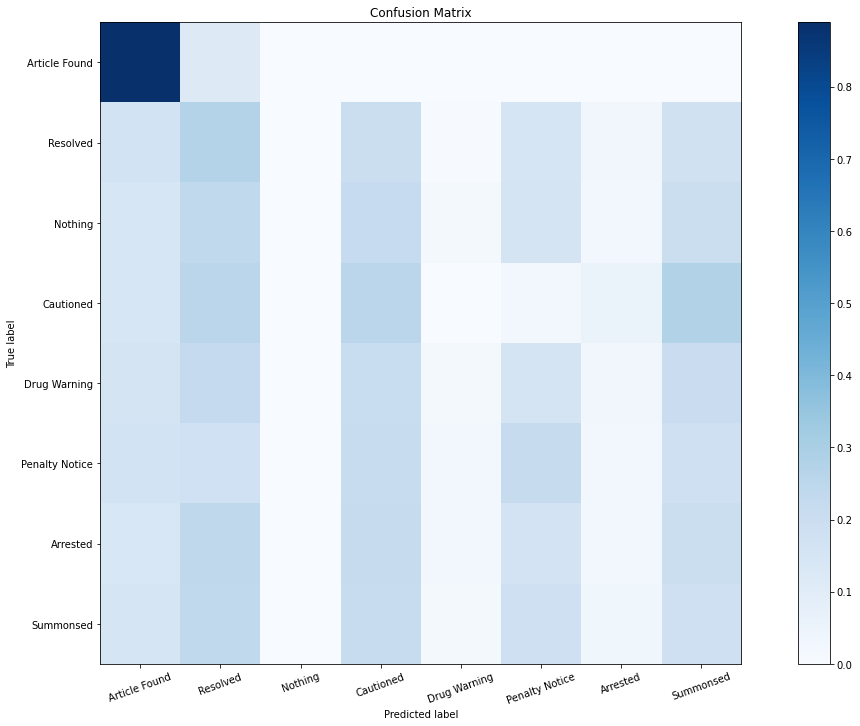 Confusion Matrix
Article Found
Resolved
Nothing
Cautioned
Drug Warning
Penalty Notice
Arrested
Summonsed
True label
Article Found
Resolved
Nothing
Cautioned
Drug Warning
Penalty Notice
Arrested
Summonsed
Predicted label
0.8
0.7
0.6
0.5
0.4
0.3
0.2
0.1
0.0